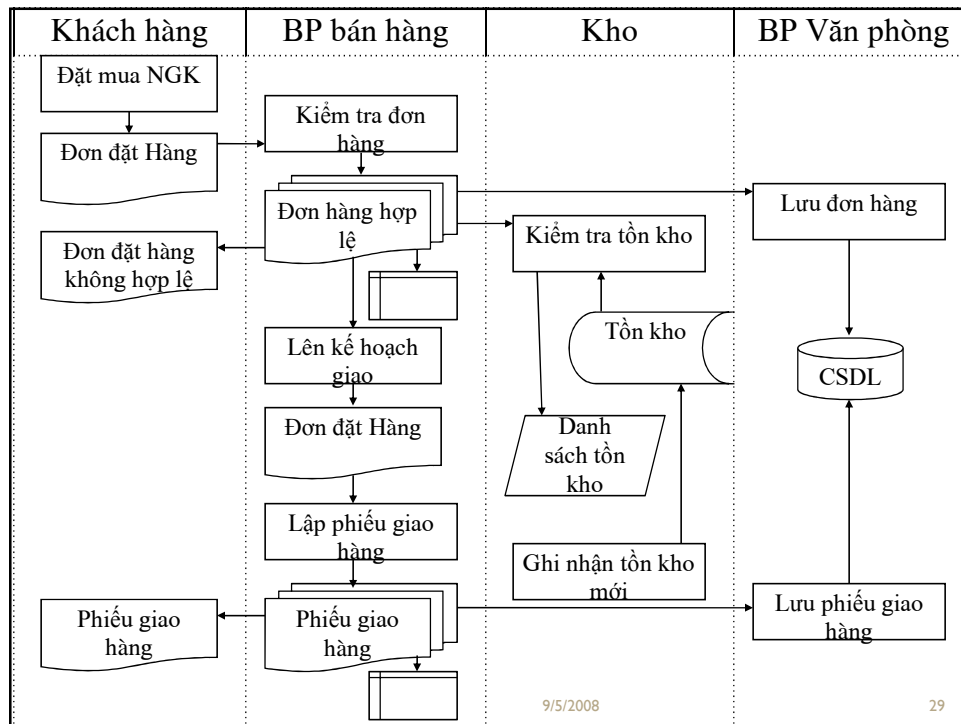 Khách hàng
BP bán hàng
Kho
BP Văn phòng
Đặt mua NGK
Kiểm tra đơn
hàng
Đơn đặt Hàng
Đơn hàng hợp
lệ
Lưu đơn hàng
Kiểm tra tồn kho
Đơn đặt hàng
không hợp lệ
Tồn kho
Lên kế hoạch
giao
CSDL
Đơn đặt Hàng
Danh
sách tồn
kho
Lập phiếu giao
hàng
Ghi nhận tồn kho
mới
Phiếu giao
hàng
Phiếu giao
hàng
Lưu phiếu giao
hàng
9/5/2008
29